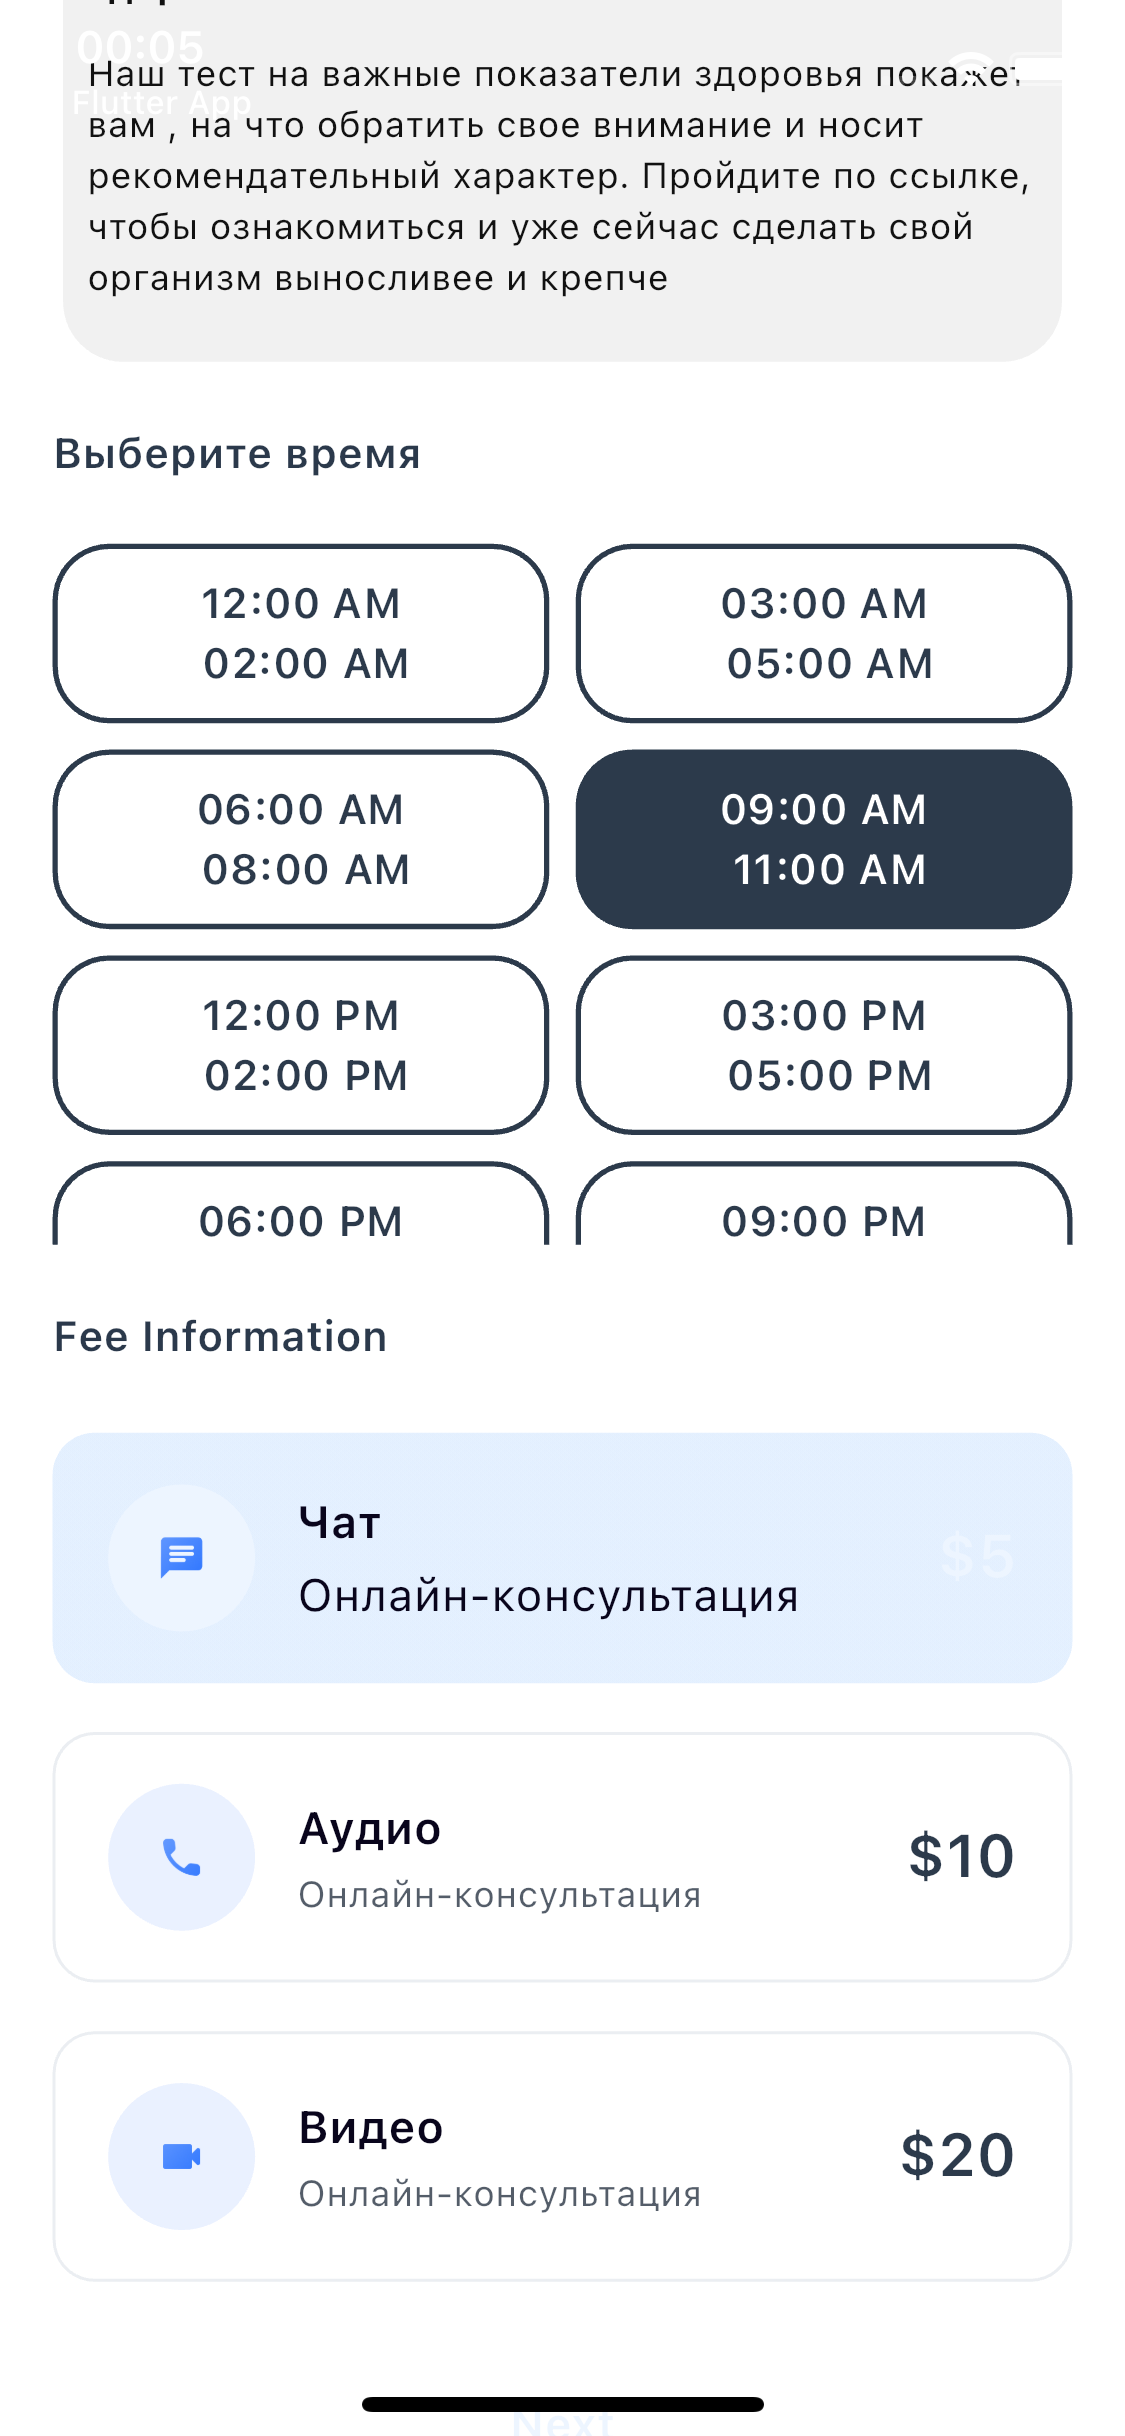 00:05
Flutter App
Наш тест на важные показатели здоровья покажет
вам , на что обратить свое внимание и носит
рекомендательный характер. Пройдите по ссылке,
чтобы ознакомиться и уже сейчас сделать свой
организм выносливее и крепче
Выберите время
12:00 AM
02:00 AM
03:00 AM
05:00 AM
06:00 AM
08:00 AM
09:00 AM
11:00 AM
12:00 PM
02:00 PM
03:00 PM
05:00 PM
06:00 PM
09:00 PM
Fee Information
Чат
Онлайн-консультация
$5
Аудио
Онлайн-консультация
$10
Видео
Онлайн-консультация
$20
Next